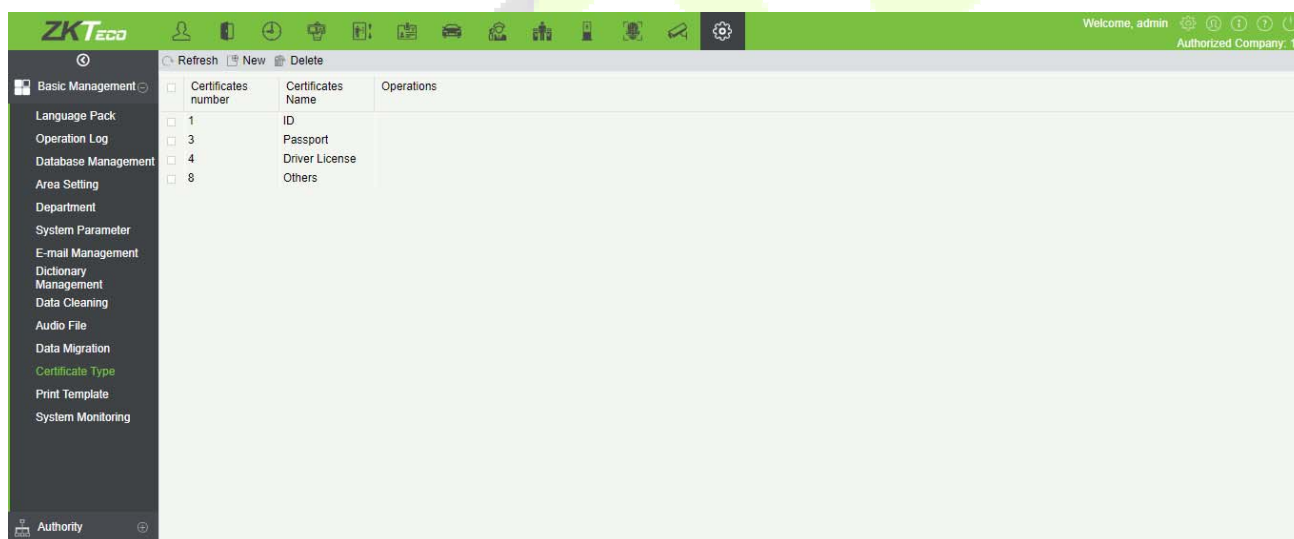 ZKTeco
Welcome, admin
Authorized Company: 1
Refresh New Delete
Basic Management
Language Pack
Operation Log
Database Management
Area Setting
Department
System Parameter
E-mail Management
Dictionary
Management
Data Cleaning
Audio File
Data Migration
Certificate Type
Print Template
System Monitoring
Authority
Certificates
number
Certificates
Name
Operations
1 ID
3 Passport
4 Driver License
8 Others